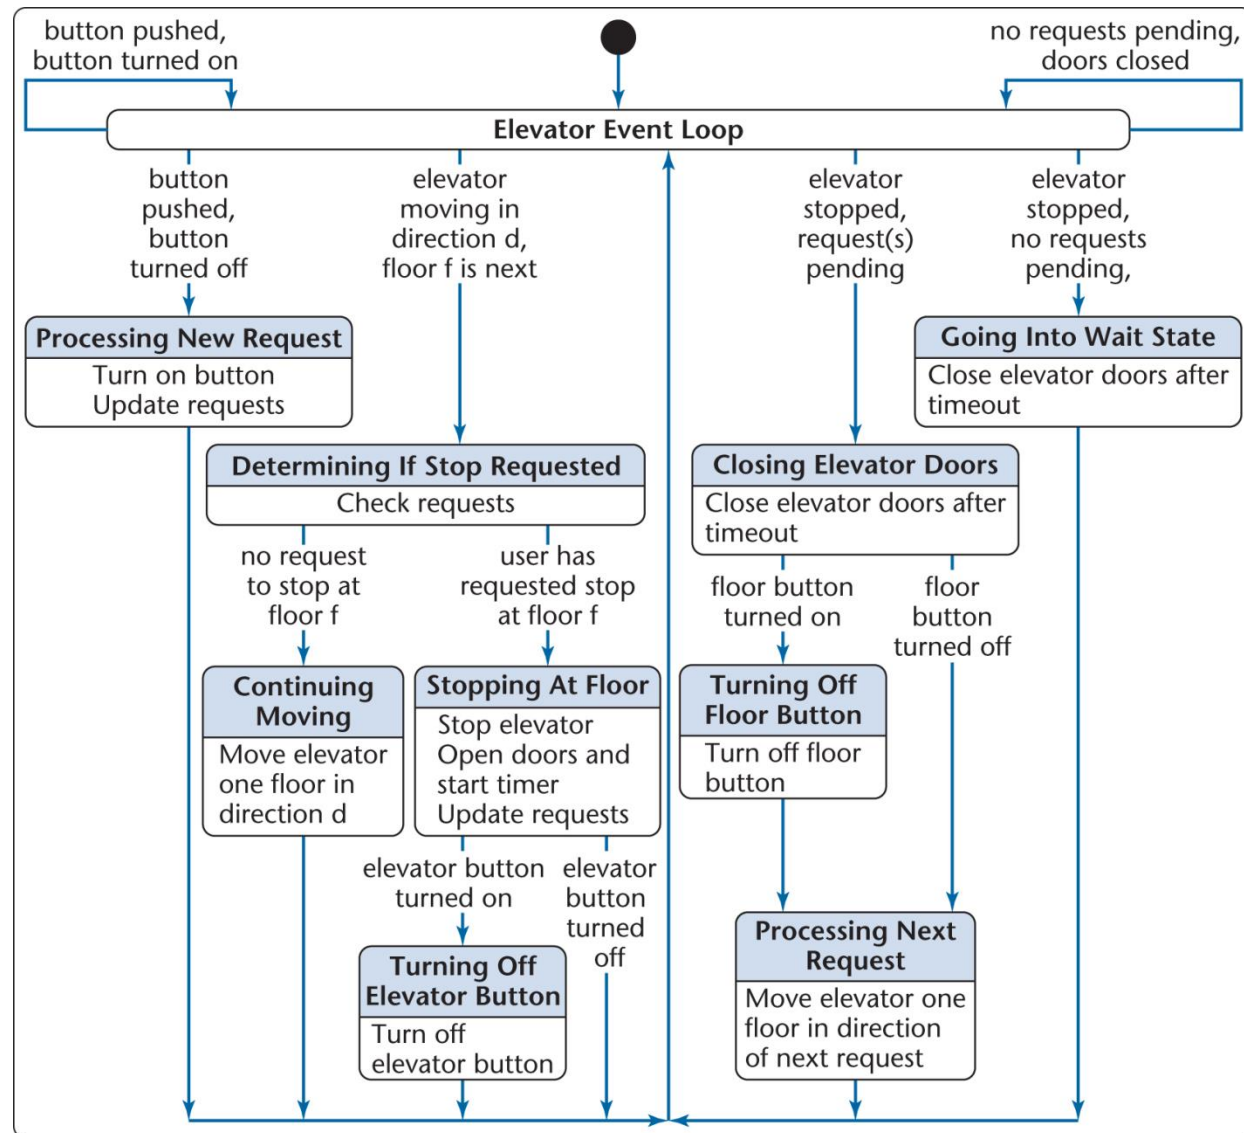 button pushed,
button turned on
no requests pending,
doors closed
Elevator Event Loop
button
pushed,
button
turned off
elevator
moving in
direction d,
floor f is next
elevator
stopped,
request(s)
pending
elevator
stopped,
no requests
pending,
Processing New Request
Turn on button
Update requests
Going Into Wait State
Close elevator doors after
timeout
Determining If Stop Requested
Check requests
Closing Elevator Doors
Close elevator doors after
timeout
no request
to stop at
floor f
user has
requested stop
at floor f
floor button
turned on
floor
button
turned off
Continuing
Moving
Move elevator
one floor in
direction d
Stopping At Floor
Stop elevator
Open doors and
start timer
Update requests
Turning Off
Floor Button
Turn off floor
button
elevator button
turned on
elevator
button
turned
off
Turning Off
Elevator Button
Turn off
elevator button
Processing Next
Request
Move elevator one
floor in direction
of next request